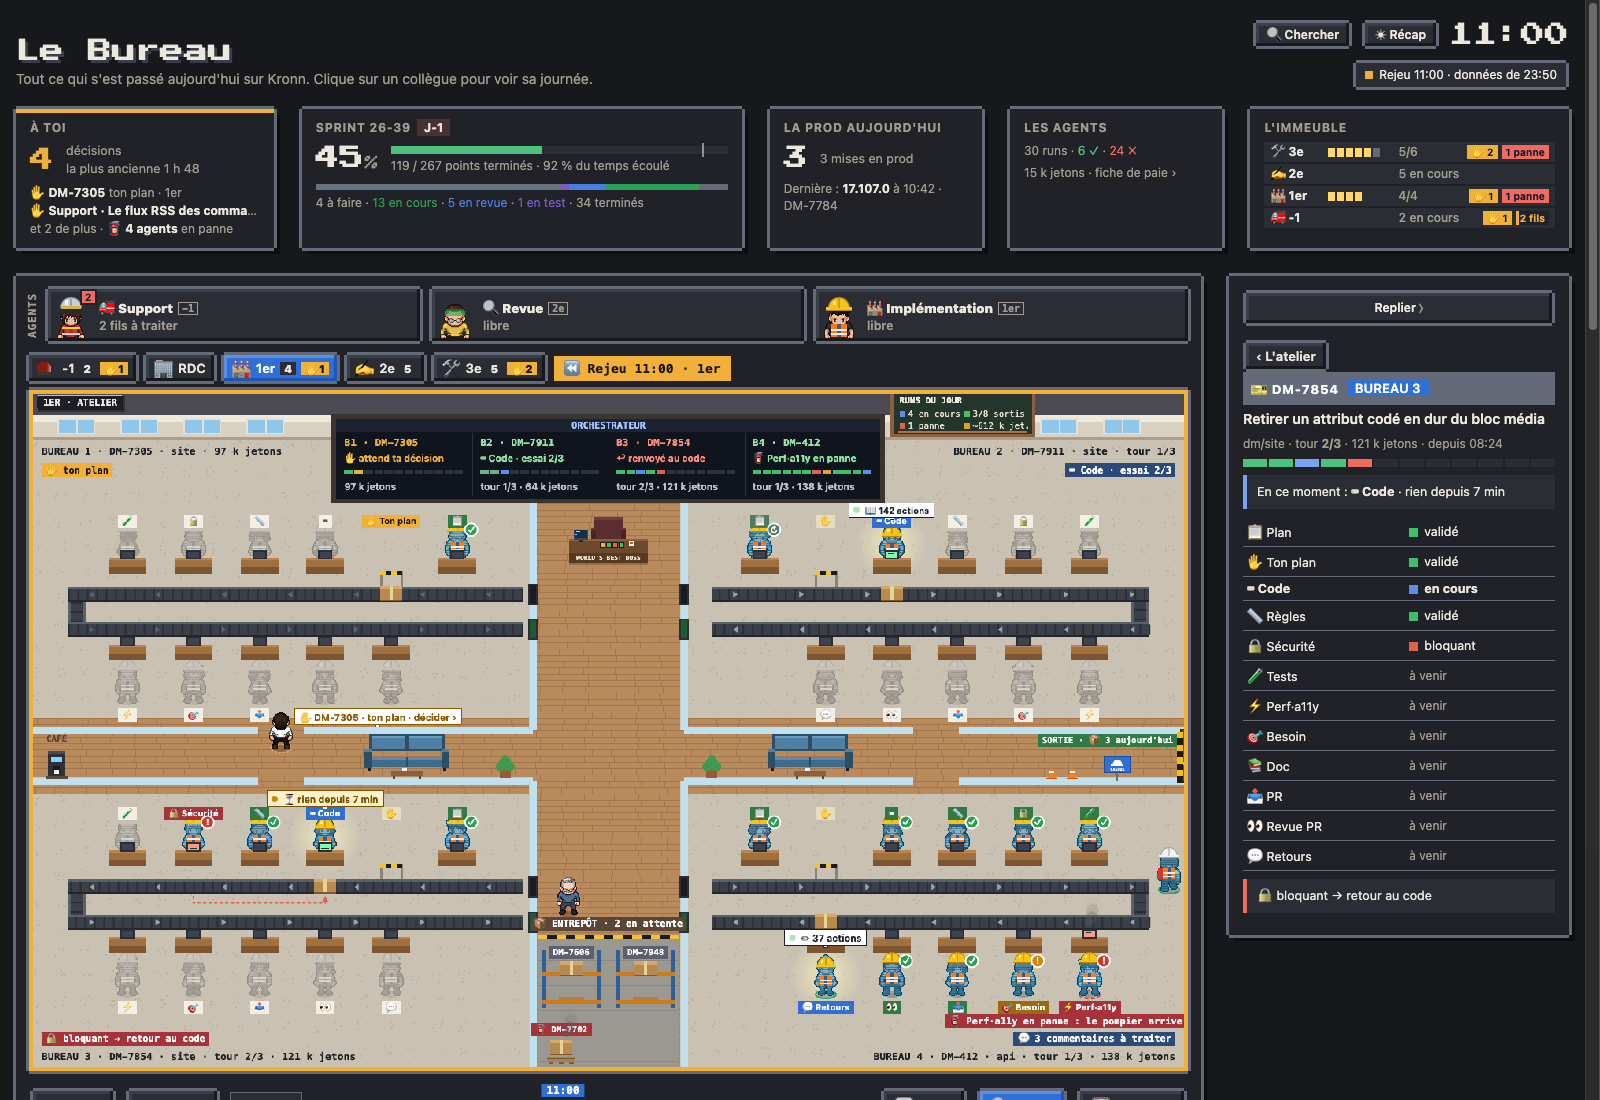 Le Bureau
Tout ce qui s'est passé aujourd'hui sur Kronn. Clique sur un collègue pour voir sa journée.
Chercher
Récap
11:00
Rejeu 11:00 · données de 23:50
À TOI
4 décisions
la plus ancienne 1 h 48
DM-7305 ton plan · 1er
Support · Le flux RSS des comma...
et 2 de plus · 4 agents en panne
SPRINT 26-39 J-1
45%
119 / 267 points terminés · 92 % du temps écoulé
4 à faire · 13 en cours · 5 en revue · 1 en test · 34 terminés
LA PROD AUJOURD'HUI
3 3 mises en prod
Dernière : 17.107.0 à 10:42 ·
DM-7784
LES AGENTS
30 runs · 6 ✓ · 24 ✕
15 k jetons · fiche de paie ›
L'IMMEUBLE
3e 5/6 2 1 panne
2e 5 en cours
1er 4/4 1 1 panne
-1 2 en cours 1 2 fils
AGENTS
2
Support -1
2 fils à traiter
Revue 2e
libre
Implémentation 1er
libre
-1 2 1
RDC
1er 4 1
2e 5
3e 5 2
Rejeu 11:00 · 1er
1ER · ATELIER
ORCHESTRATEUR
B1 · DM-7305
attend ta décision
97 k jetons
B2 · DM-7911
Code · essai 2/3
tour 1/3 · 64 k jetons
B3 · DM-7854
renvoyé au code
tour 2/3 · 121 k jetons
B4 · DM-412
Perf-a11y en panne
tour 1/3 · 138 k jetons
RUNS DU JOUR
4 en cours 3/8 sortis
1 panne ~612 k jet.
BUREAU 1 · DM-7305 · site · 97 k jetons
ton plan
BUREAU 2 · DM-7911 · site · tour 1/3
Code · essai 2/3
Ton plan
142 actions
Code
WORLD'S BEST BOSS
DM-7305 · ton plan · décider ›
CAFÉ
SORTIE · 3 aujourd'hui
rien depuis 7 min
Sécurité
Code
ENTREPÔT · 2 en attente
DM-7606
DM-7948
DM-7702
37 actions
Retours
Besoin
Perf-a11y
Perf-a11y en panne : le pompier arrive
3 commentaires à traiter
bloquant → retour au code
BUREAU 3 · DM-7854 · site · tour 2/3 · 121 k jetons
BUREAU 4 · DM-412 · api · tour 1/3 · 138 k jetons
11:00
Replier ›
‹ L'atelier
DM-7854 BUREAU 3
Retirer un attribut codé en dur du bloc média
dm/site · tour 2/3 · 121 k jetons · depuis 08:24
En ce moment : Code · rien depuis 7 min
Plan validé
Ton plan validé
Code en cours
Règles validé
Sécurité bloquant
Tests à venir
Perf-a11y à venir
Besoin à venir
Doc à venir
PR à venir
Revue PR à venir
Retours à venir
bloquant → retour au code